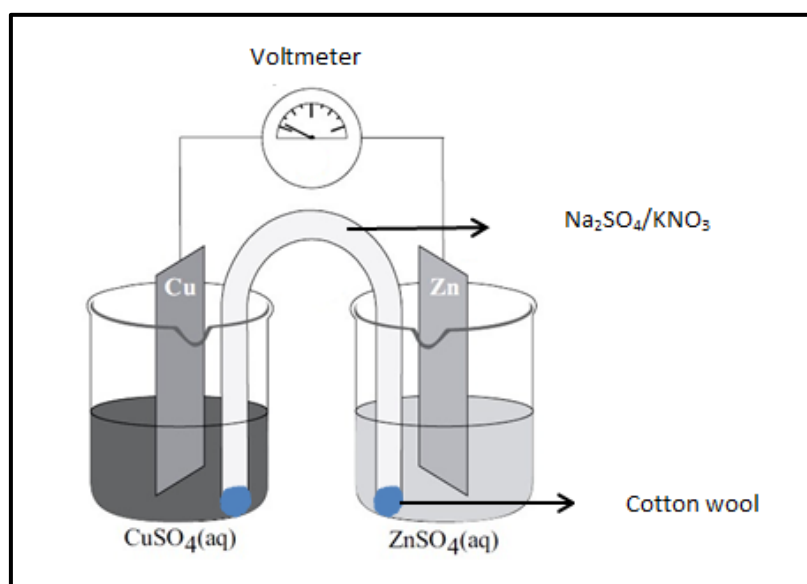 Voltmeter
Na₂SO₄/KNO₃
Cu
Zn
Cotton wool
CuSO₄(aq)
ZnSO₄(aq)